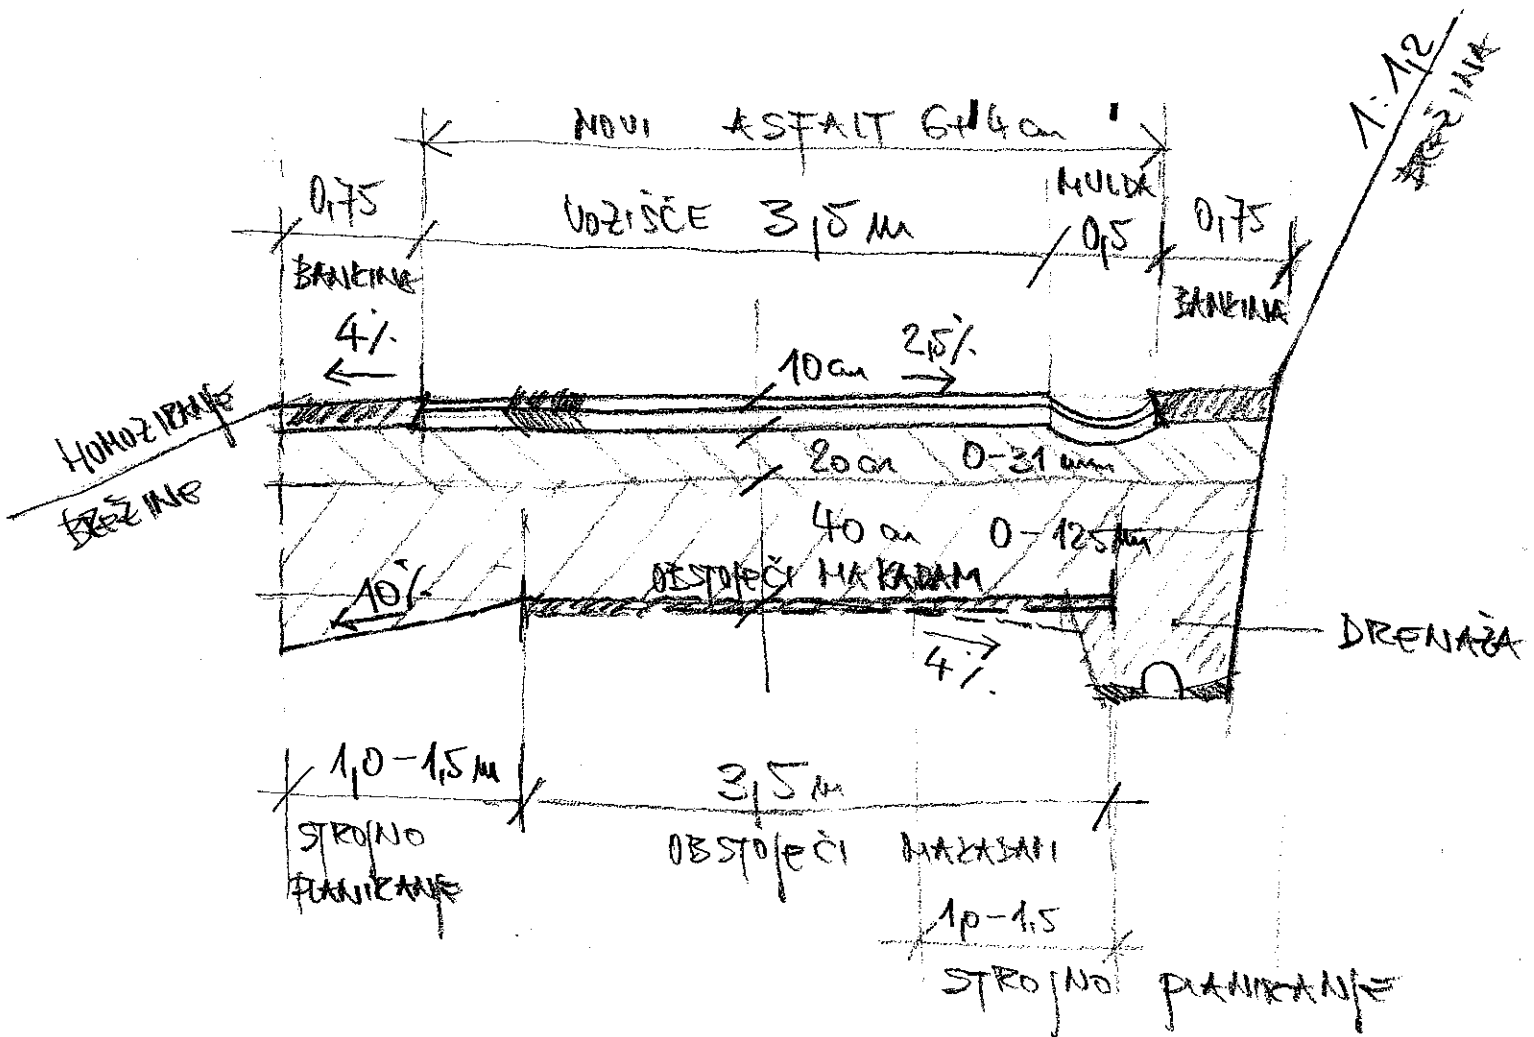 1:1,2
BREŽINA
NOVI ASFALT 6+4 cm
0,75
VOZIŠČE 3,5 m
MULDA
0,5
0,75
BANKINA
BANKINA
4%
10 cm
2,5%
HUMOZIRANJE
BREŽINE
20 cm 0-31 mm
40 cm 0-125 mm
OBSTOJEČI MAKADAM
10%
4%
DRENAŽA
1,0-1,5 m
3,5 m
STROJNO
PLANIRANJE
OBSTOJEČI MAKADAM
1,0-1,5
STROJNO PLANIRANJE